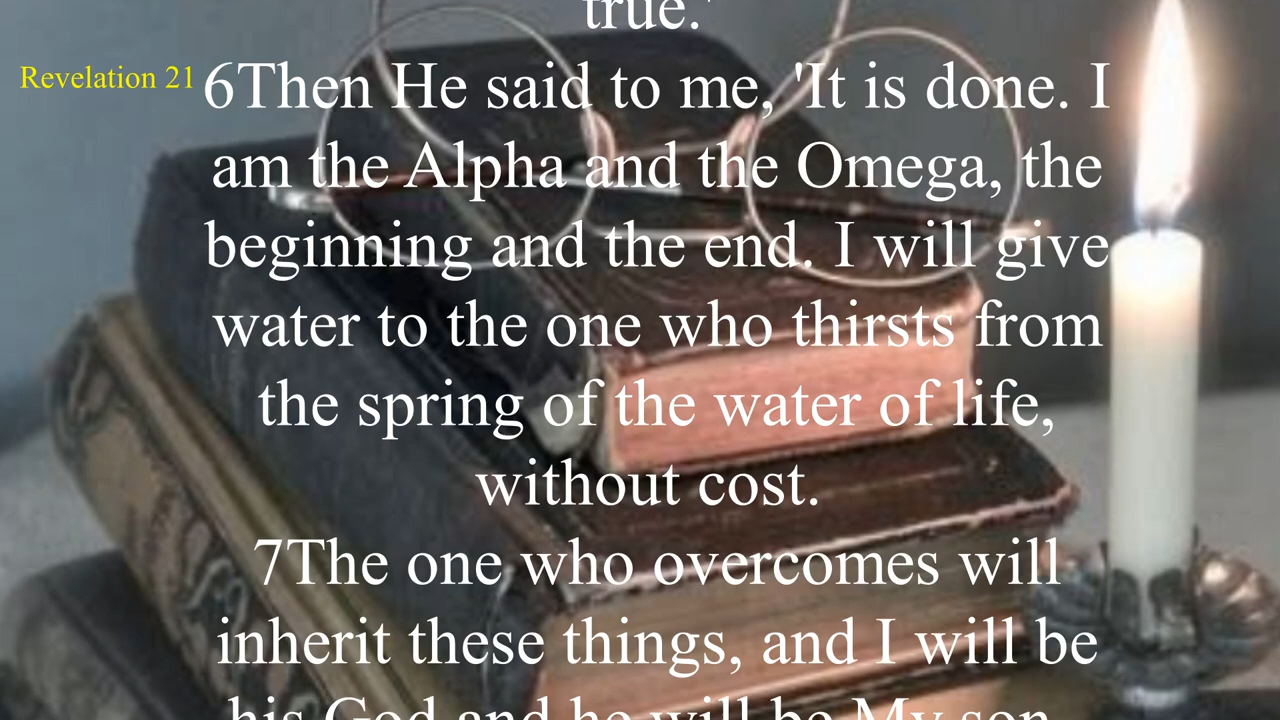 true.'
Revelation 21
6Then He said to me, 'It is done. I
am the Alpha and the Omega, the
beginning and the end. I will give
water to the one who thirsts from
the spring of the water of life,
without cost.
7The one who overcomes will
inherit these things, and I will be
his God and he will be My son.